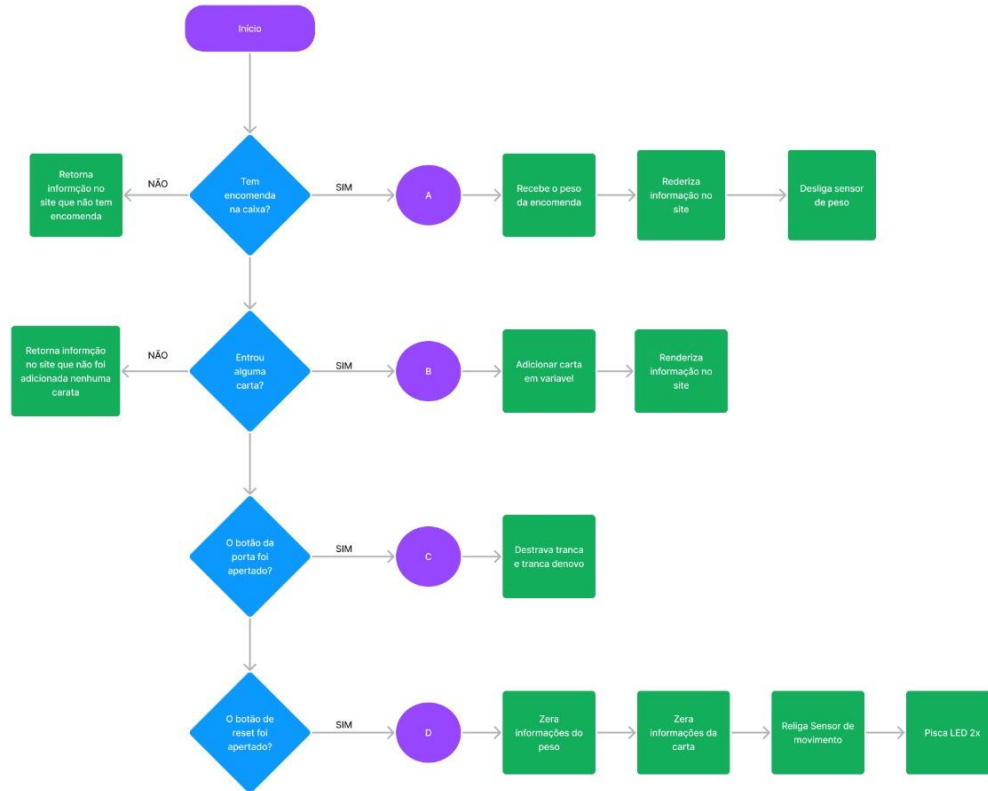 Início
Retorna
informção no
site que não tem
encomenda
NÃO
Tem
encomenda
na caixa?
SIM
A
Recebe o peso
da encomenda
Rederiza
informação no
site
Desliga sensor
de peso
Retorna informção
no site que não foi
adicionada nenhuma
carata
NÃO
Entrou
alguma
carta?
SIM
B
Adicionar carta
em variavel
Renderiza
informação no
site
O botão da
porta foi
apertado?
SIM
C
Destrava tranca
e tranca denovo
O botão de
reset foi
apertado?
SIM
D
Zera
informações do
peso
Zera
informações da
carta
Religa Sensor de
movimento
Pisca LED 2x